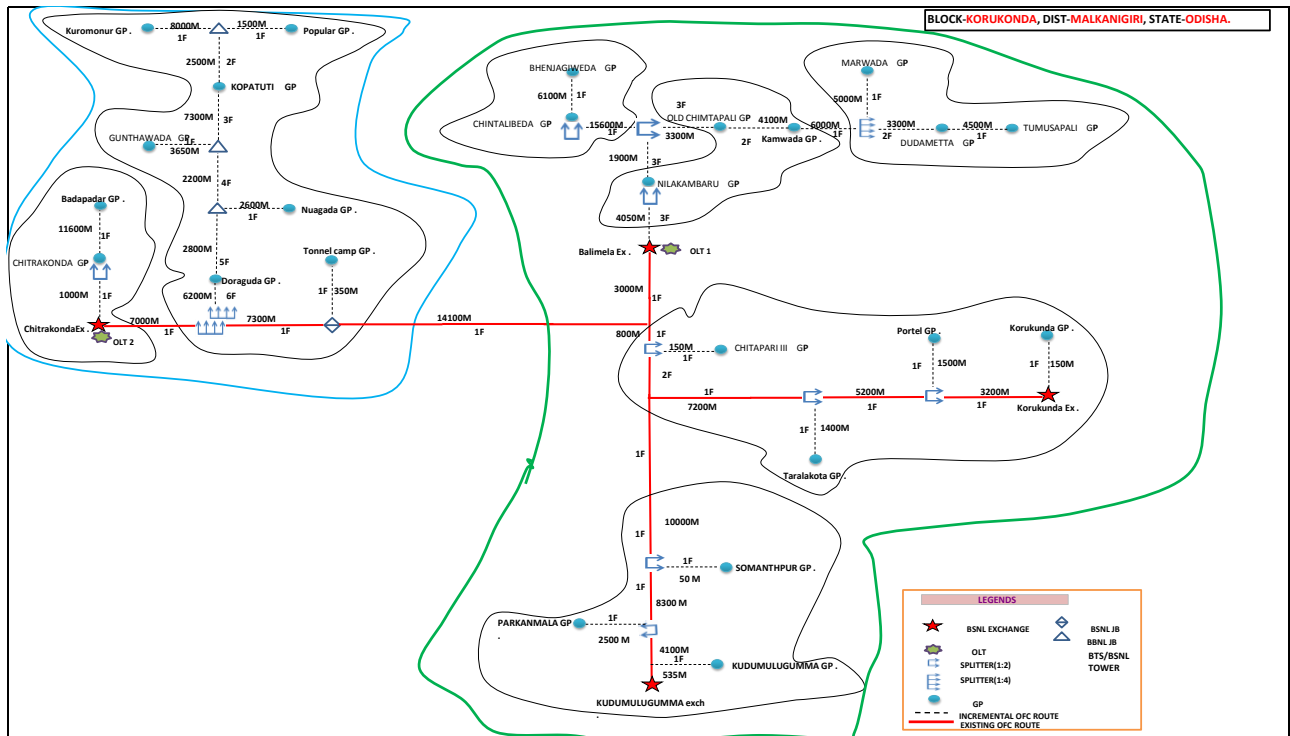 BLOCK-KORUKONDA, DIST-MALKANIGIRI, STATE-ODISHA.
Kuromonur GP .
8000M
1F
1500M
1F
Popular GP .
2500M
2F
KOPATUTI GP
7300M
3F
GUNTHAWADA GP
1F
3650M
2200M
4F
2600M
1F
Nuagada GP .
2800M
5F
Doraguda GP .
6200M
6F
Tonnel camp GP .
1F
350M
Badapadar GP .
11600M
1F
CHITRAKONDA GP
1000M
1F
ChitrakondaEx .
OLT 2
7000M
1F
7300M
1F
14100M
1F
BHENJAGIWEDA GP
6100M
1F
CHINTALIBEDA GP
15600M
1F
3F
OLD CHIMTAPALI GP
3300M
2F
4100M
Kamwada GP .
6000M
1F
MARWADA GP
5000M
1F
3300M
2F
DUDAMETTA GP
4500M
1F
TUMUSAPALI GP
1900M
3F
NILAKAMBARU GP
4050M
3F
Balimela Ex .
OLT 1
3000M
1F
800M
1F
150M
1F
CHITAPARI III GP
2F
1F
7200M
1F
1400M
Taralakota GP .
5200M
1F
Portel GP .
1F
1500M
3200M
1F
Korukunda GP .
1F
150M
Korukunda Ex .
1F
10000M
1F
1F
50 M
SOMANTHPUR GP .
1F
8300 M
PARKANMALA GP
.
1F
2500 M
4100M
1F
535M
KUDUMULUGUMMA GP .
KUDUMULUGUMMA exch
.
LEGENDS
BSNL EXCHANGE
BSNL JB
BBNL JB
OLT
BTS/BSNL
TOWER
SPLITTER(1:2)
SPLITTER(1:4)
GP
INCREMENTAL OFC ROUTE
EXISTING OFC ROUTE